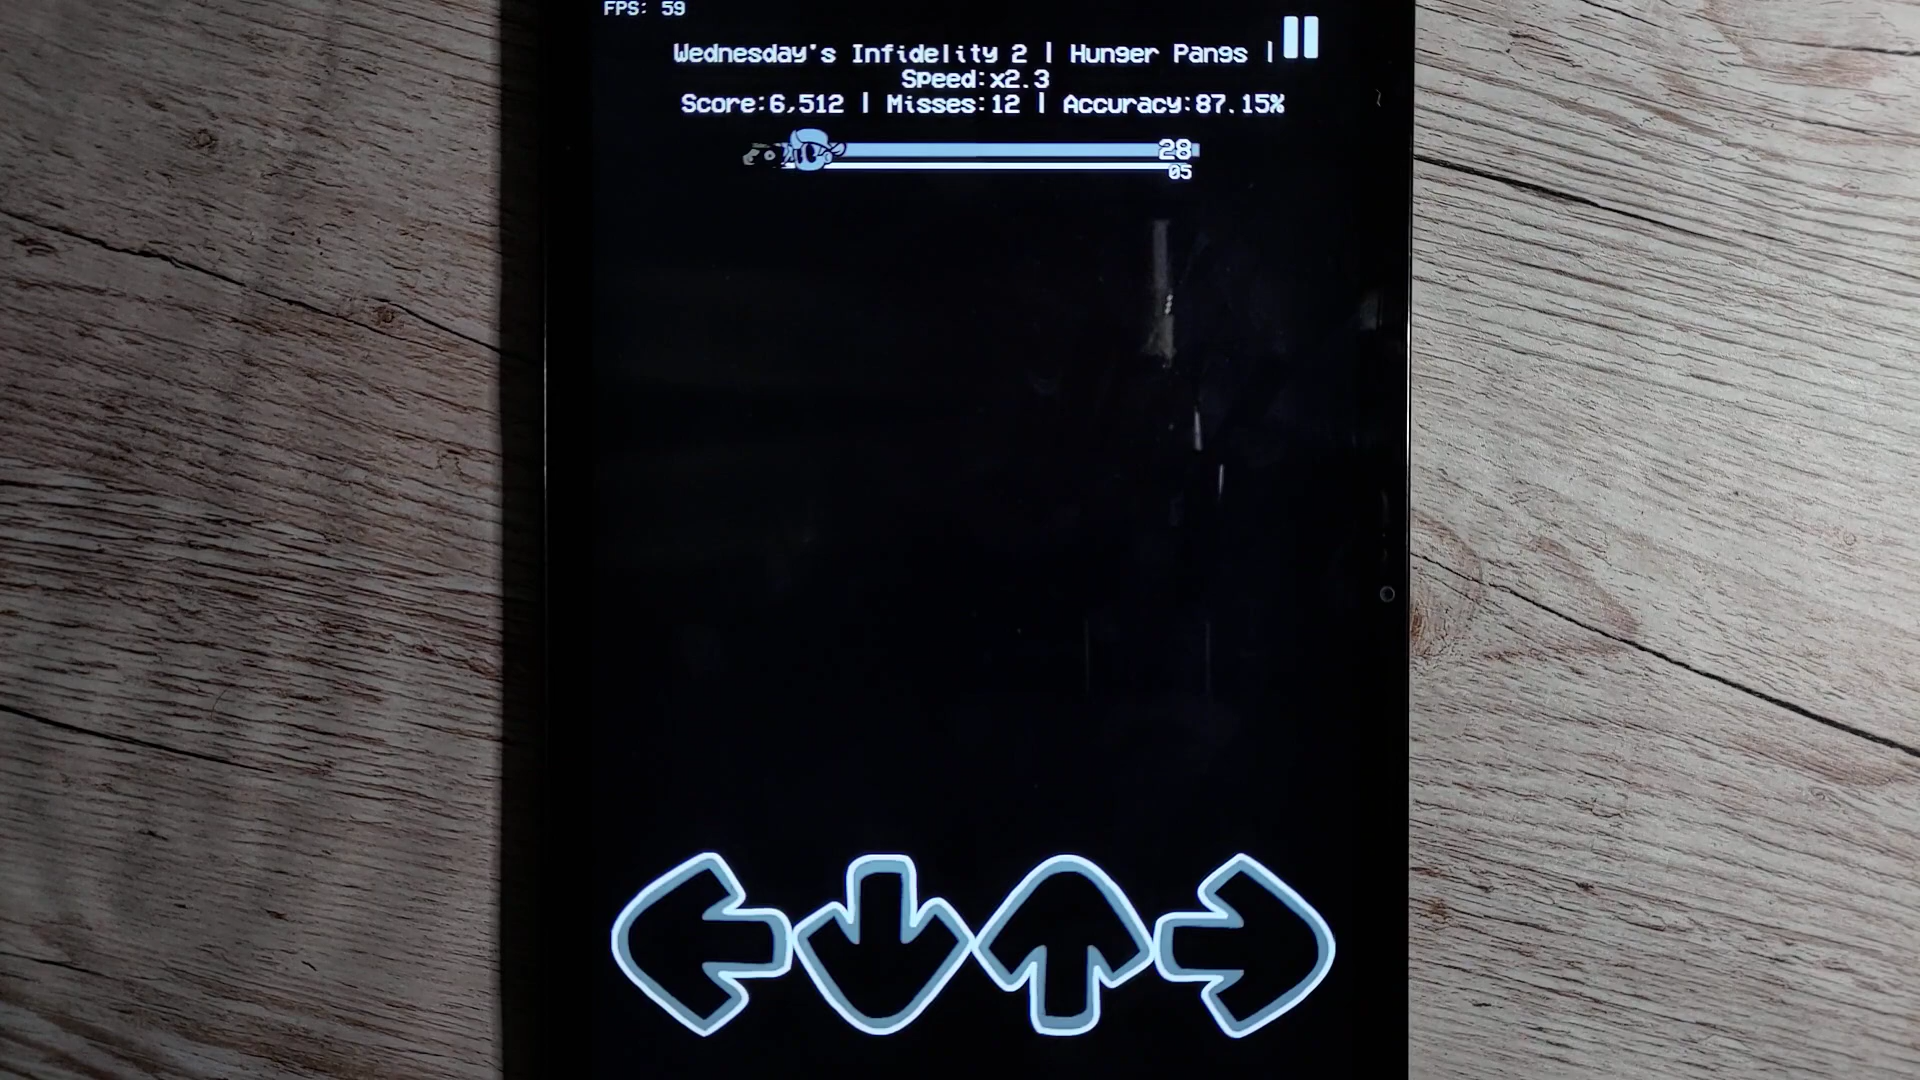 FPS: 59
Wednesday's Infidelity 2 | Hunger Pangs |
Speed:x2.3
Score:6,512 | Misses:12 | Accuracy:87.15%
28
05